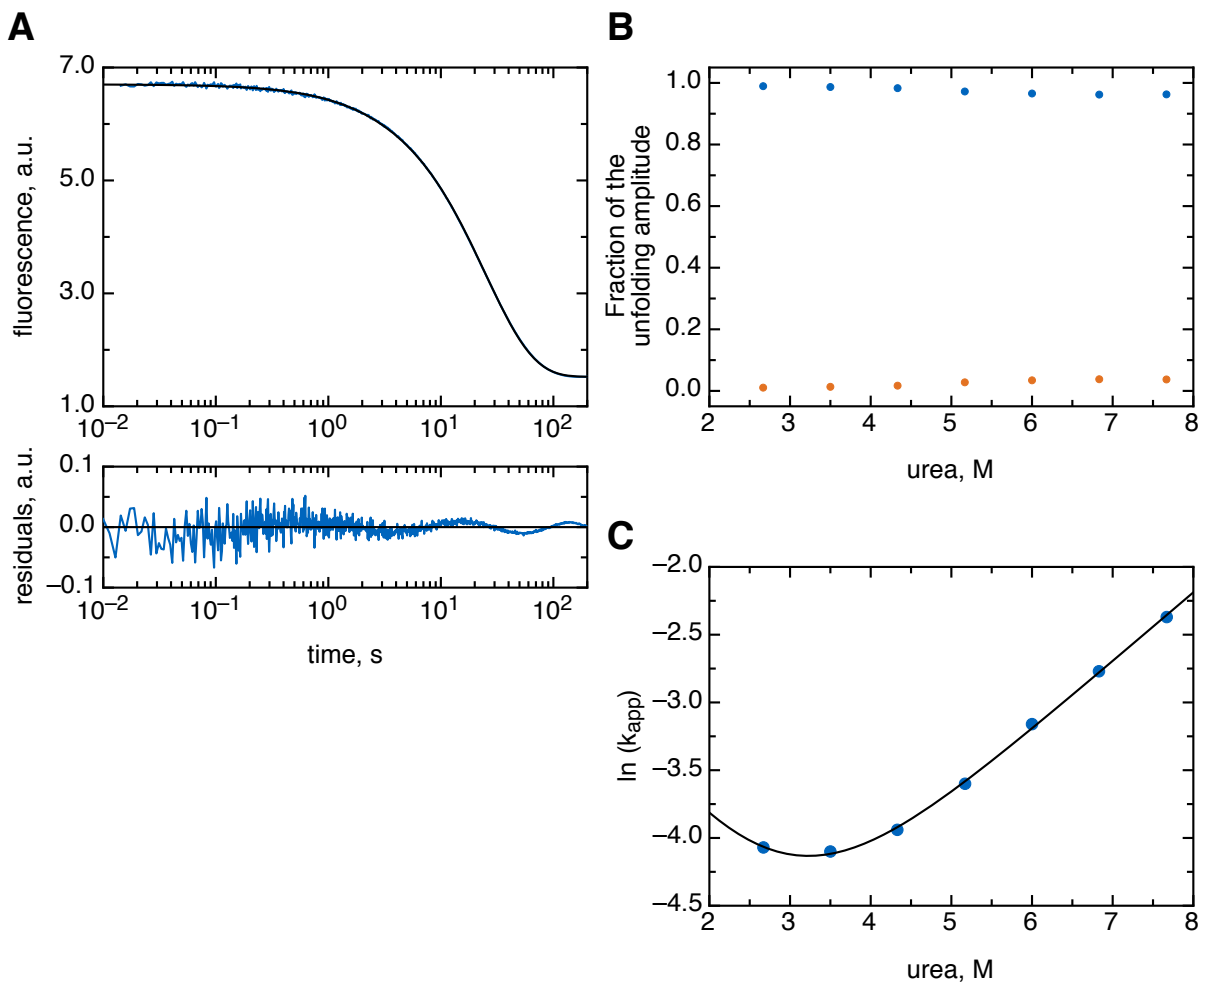 A
7.0
5.0
3.0
1.0
fluorescence, a.u.
10−2 10−1 100 101 102
0.1
0.0
−0.1
residuals, a.u.
10−2 10−1 100 101 102
time, s
B
1.0
0.8
0.6
0.4
0.2
0.0
Fraction of the
unfolding amplitude
2 3 4 5 6 7 8
urea, M
C
−2.0
−2.5
−3.0
−3.5
−4.0
−4.5
ln (kapp)
2 3 4 5 6 7 8
urea, M